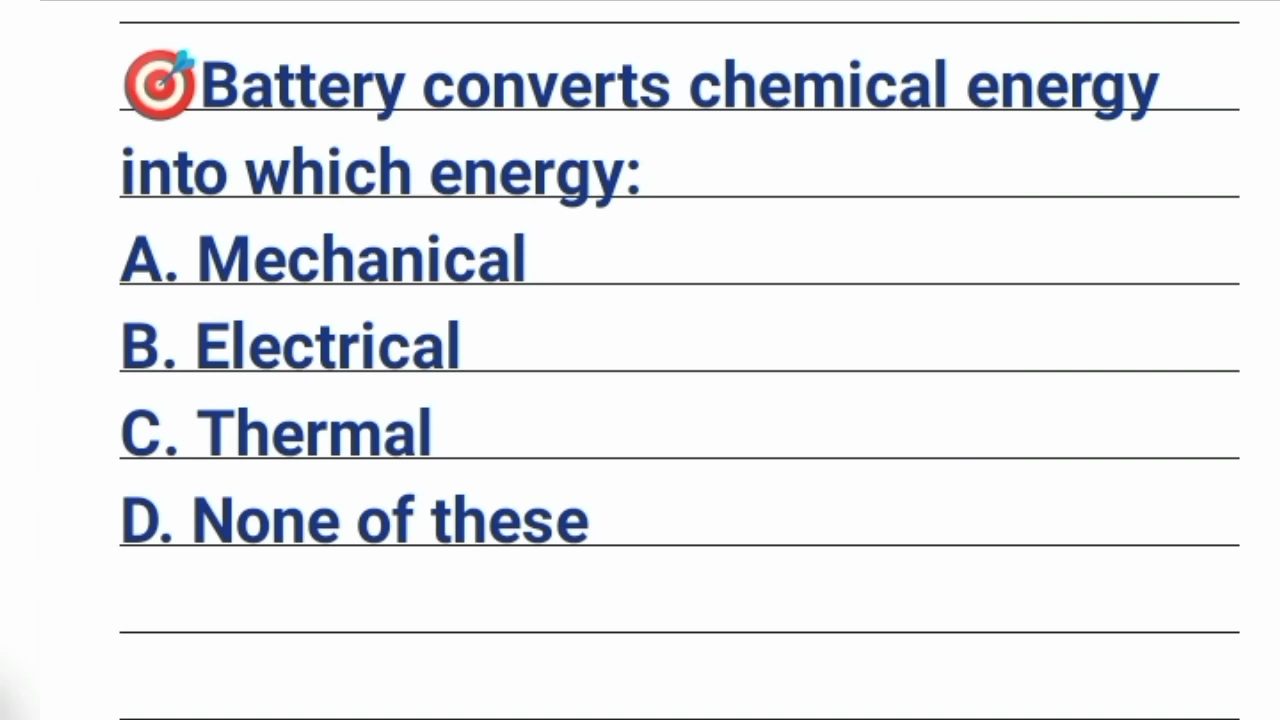 🎯Battery converts chemical energy
into which energy:
A. Mechanical
B. Electrical
C. Thermal
D. None of these